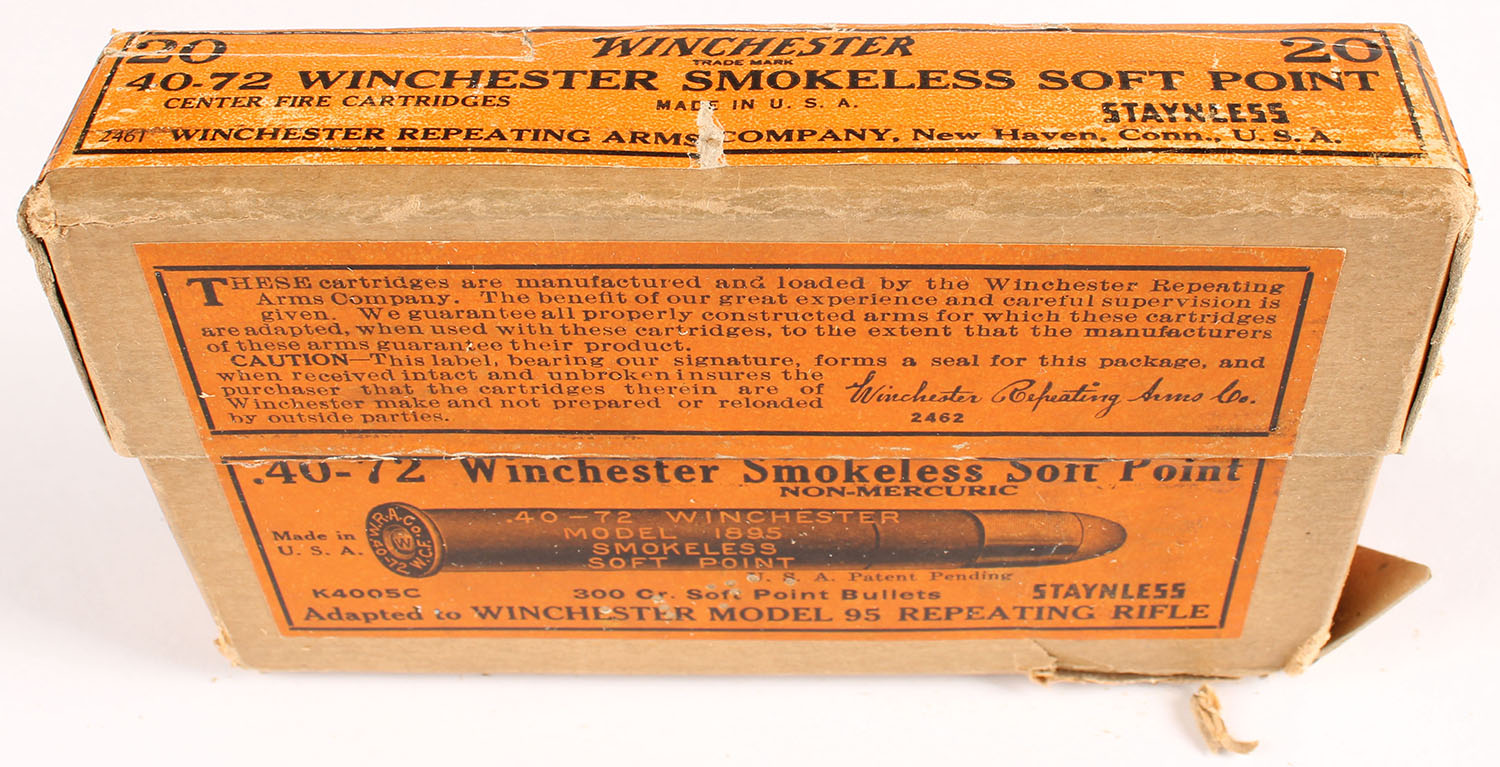 20 WINCHESTER 20
TRADE MARK
40-72 WINCHESTER SMOKELESS SOFT POINT
CENTER FIRE CARTRIDGES MADE IN U. S. A. STAYNLESS
2461 WINCHESTER REPEATING ARMS COMPANY, New Haven, Conn., U. S. A.
THESE cartridges are manufactured and loaded by the Winchester Repeating
Arms Company. The benefit of our great experience and careful supervision is
given. We guarantee all properly constructed arms for which these cartridges
are adapted, when used with these cartridges, to the extent that the manufacturers
of these arms guarantee their product.
CAUTION—This label, bearing our signature, forms a seal for this package, and
when received intact and unbroken insures the
purchaser that the cartridges therein are of
Winchester make and not prepared or reloaded
by outside parties.
Winchester Repeating Arms Co.
2462
.40-72 Winchester Smokeless Soft Point
NON-MERCURIC
Made in
U. S. A.
W.R.A.Co.
W
40-72 W.C.F.
.40-72 WINCHESTER
MODEL 1895
SMOKELESS
SOFT POINT
U. S. A. Patent Pending
K4005C 300 Gr. Soft Point Bullets STAYNLESS
Adapted to WINCHESTER MODEL 95 REPEATING RIFLE